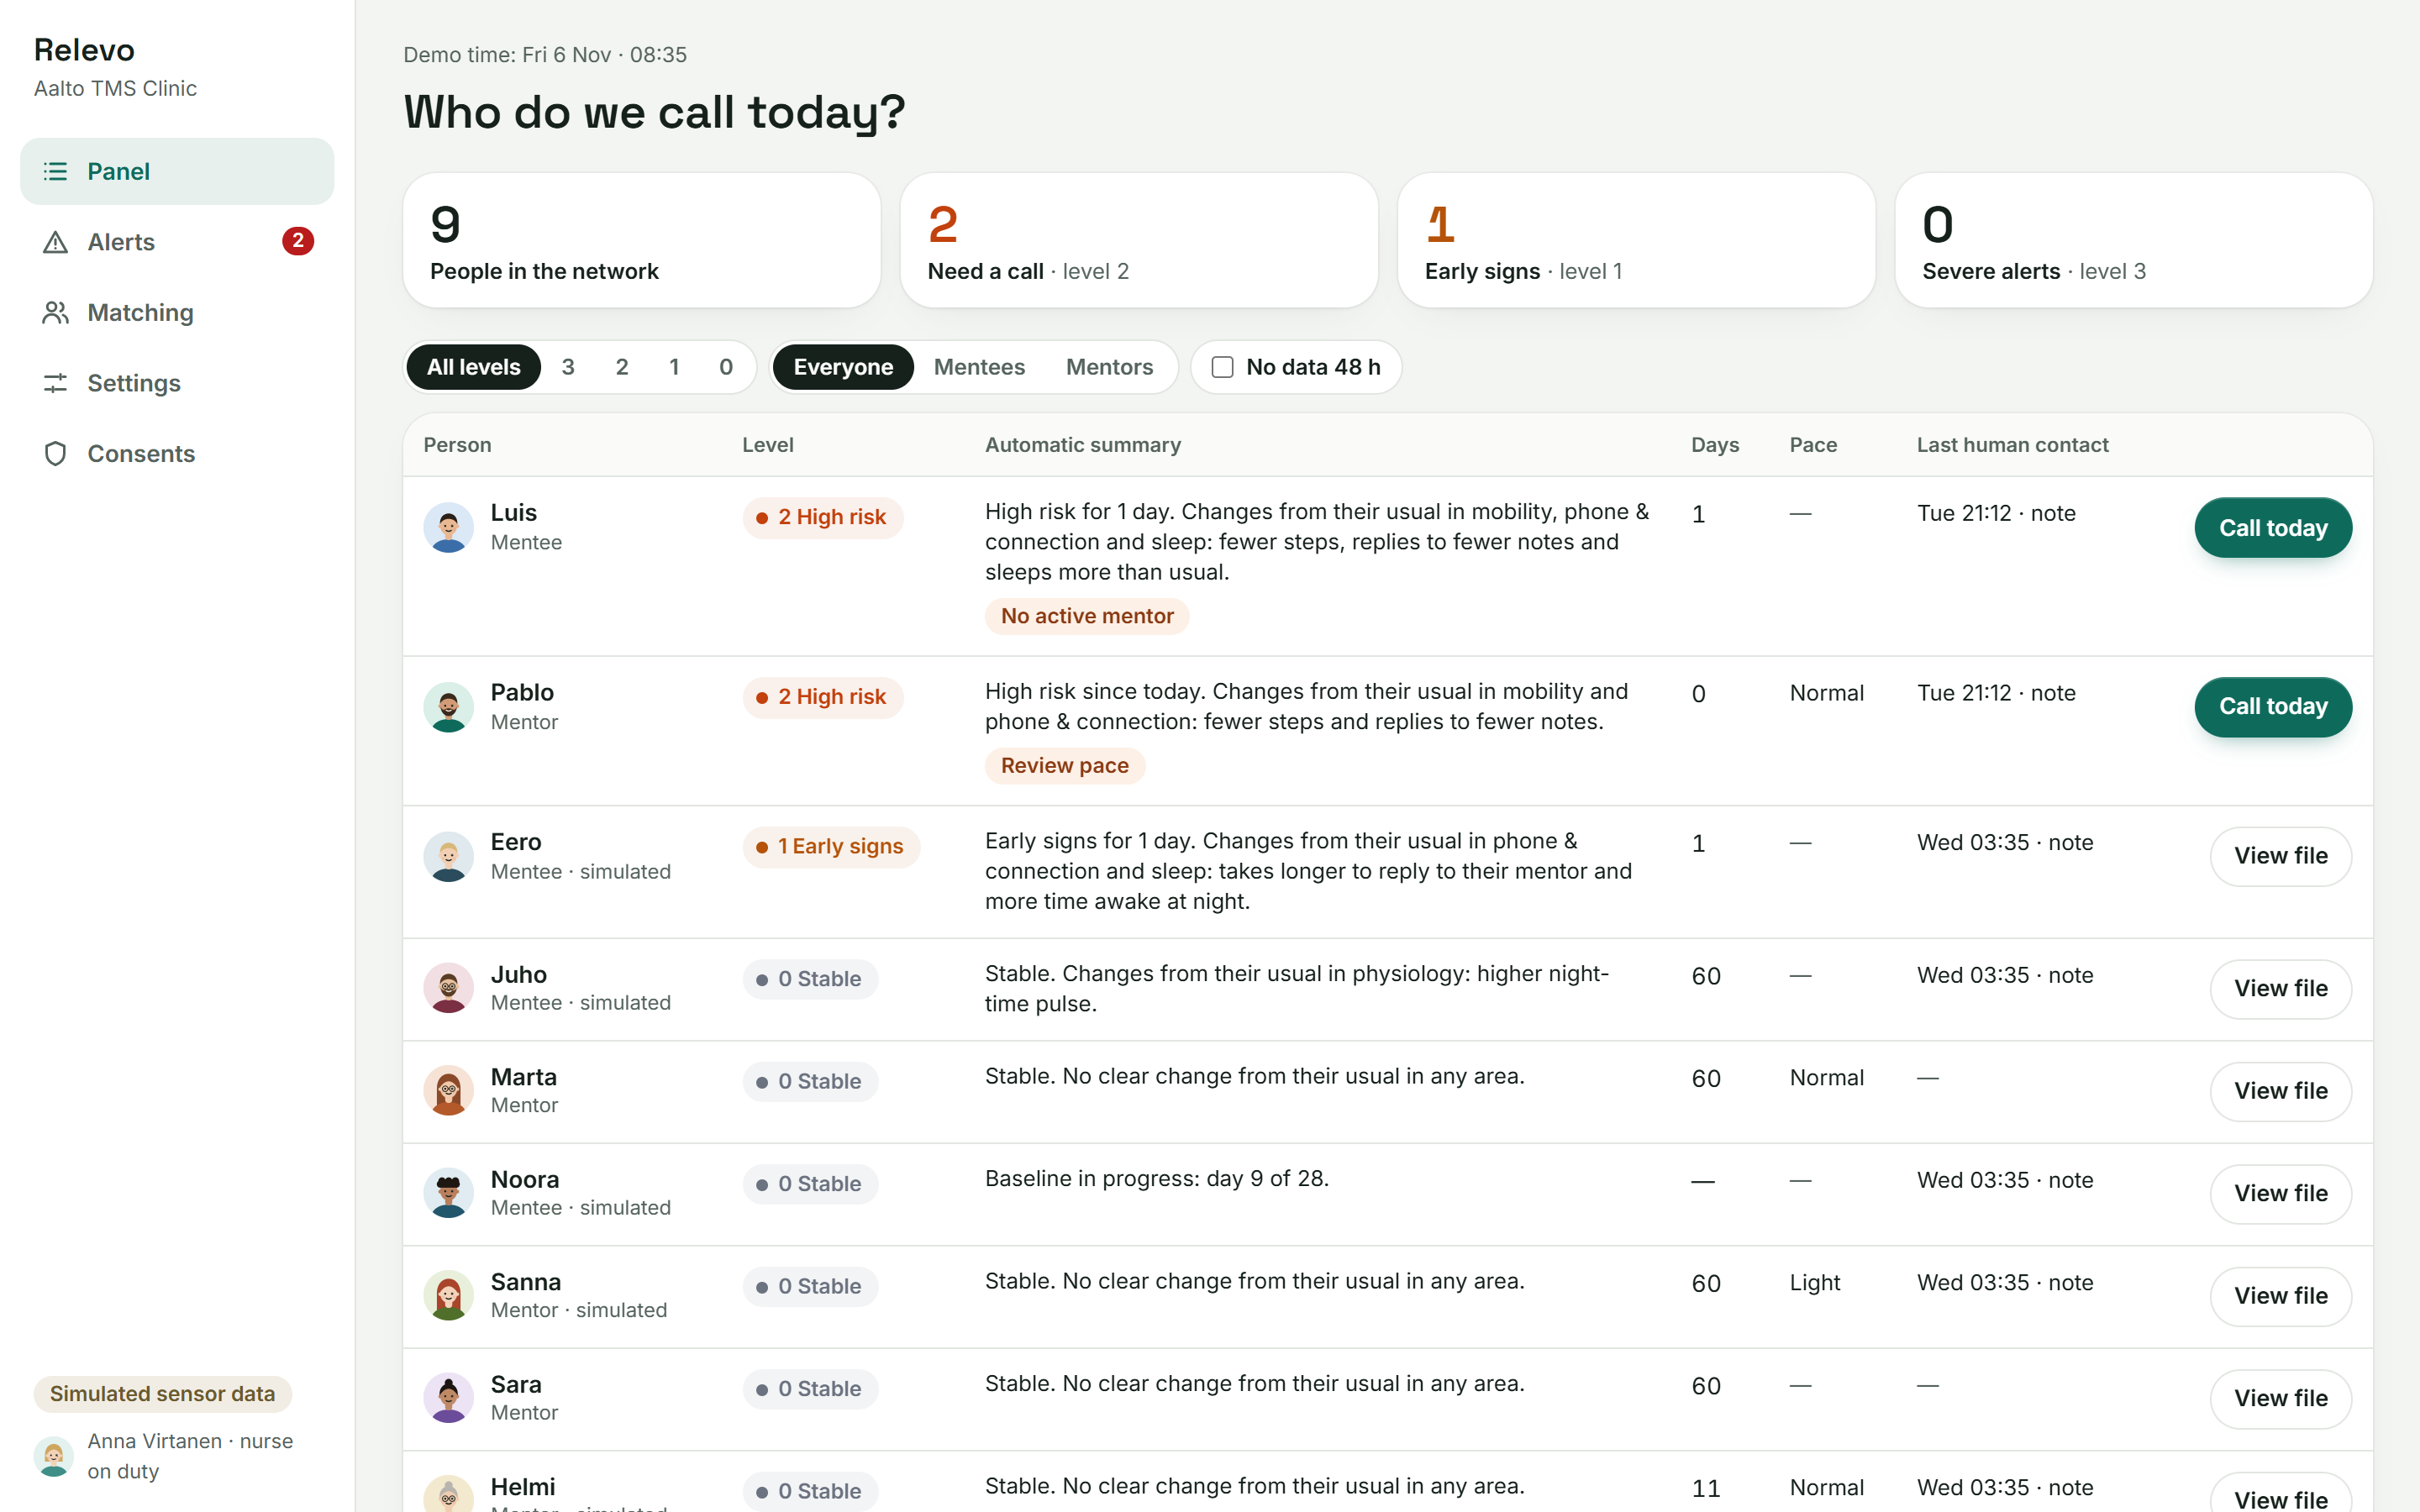 Relevo
Aalto TMS Clinic
Panel
Alerts
2
Matching
Settings
Consents
Simulated sensor data
Anna Virtanen · nurse
on duty
Demo time: Fri 6 Nov · 08:35
Who do we call today?
9
People in the network
2
Need a call · level 2
1
Early signs · level 1
0
Severe alerts · level 3
All levels 3 2 1 0
Everyone Mentees Mentors
No data 48 h
Person Level Automatic summary Days Pace Last human contact
Luis
Mentee
2 High risk
High risk for 1 day. Changes from their usual in mobility, phone &
connection and sleep: fewer steps, replies to fewer notes and
sleeps more than usual.
No active mentor
1
—
Tue 21:12 · note
Call today
Pablo
Mentor
2 High risk
High risk since today. Changes from their usual in mobility and
phone & connection: fewer steps and replies to fewer notes.
Review pace
0
Normal
Tue 21:12 · note
Call today
Eero
Mentee · simulated
1 Early signs
Early signs for 1 day. Changes from their usual in phone &
connection and sleep: takes longer to reply to their mentor and
more time awake at night.
1
—
Wed 03:35 · note
View file
Juho
Mentee · simulated
0 Stable
Stable. Changes from their usual in physiology: higher night-
time pulse.
60
—
Wed 03:35 · note
View file
Marta
Mentor
0 Stable
Stable. No clear change from their usual in any area.
60
Normal
—
View file
Noora
Mentee · simulated
0 Stable
Baseline in progress: day 9 of 28.
—
—
Wed 03:35 · note
View file
Sanna
Mentor · simulated
0 Stable
Stable. No clear change from their usual in any area.
60
Light
Wed 03:35 · note
View file
Sara
Mentor
0 Stable
Stable. No clear change from their usual in any area.
60
—
—
View file
Helmi
Mentor · simulated
0 Stable
Stable. No clear change from their usual in any area.
11
Normal
Wed 03:35 · note
View file